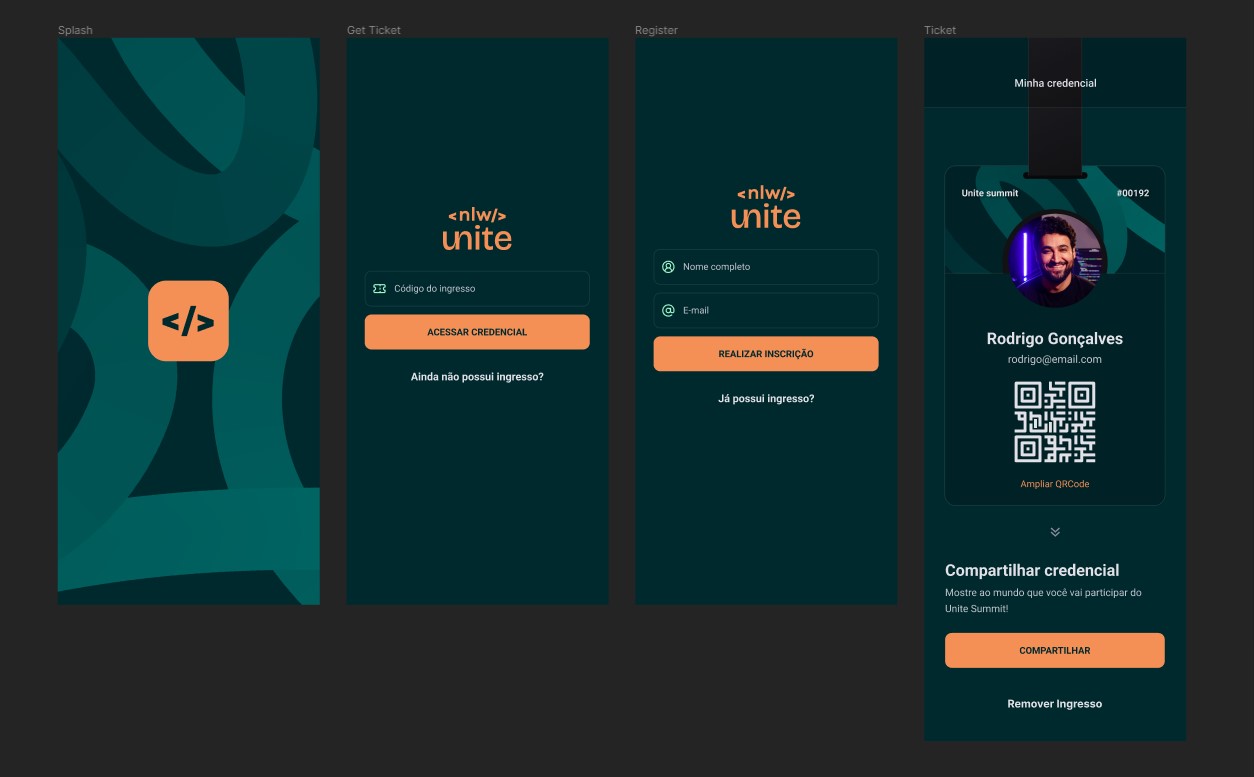 Splash
</>
Get Ticket
<nlw/>
unite
Código do ingresso
ACESSAR CREDENCIAL
Ainda não possui ingresso?
Register
<nlw/>
unite
Nome completo
E-mail
REALIZAR INSCRIÇÃO
Já possui ingresso?
Ticket
Minha credencial
Unite summit
#00192
Rodrigo Gonçalves
rodrigo@email.com
Ampliar QRCode
Compartilhar credencial
Mostre ao mundo que você vai participar do
Unite Summit!
COMPARTILHAR
Remover Ingresso